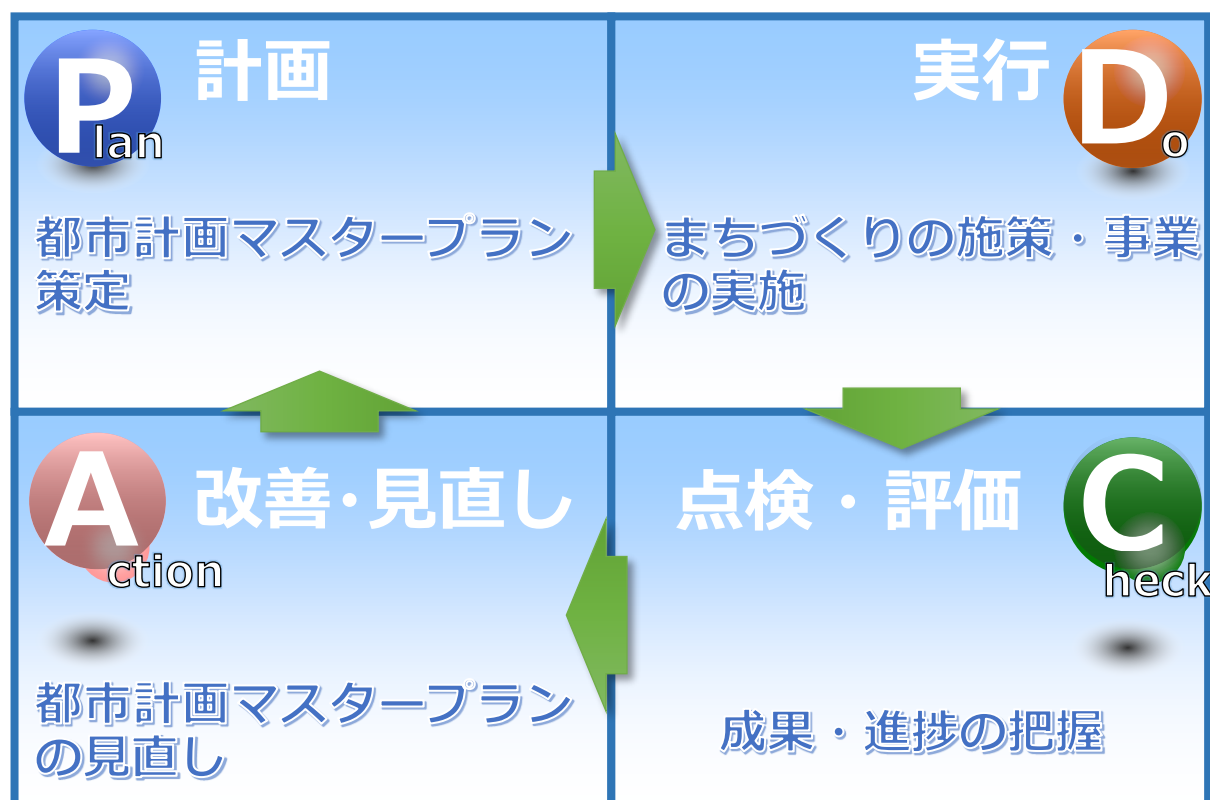 Plan 計画
都市計画マスタープラン
策定
実行 Do
まちづくりの施策・事業
の実施
Action 改善・見直し
都市計画マスタープラン
の見直し
点検・評価 Check
成果・進捗の把握